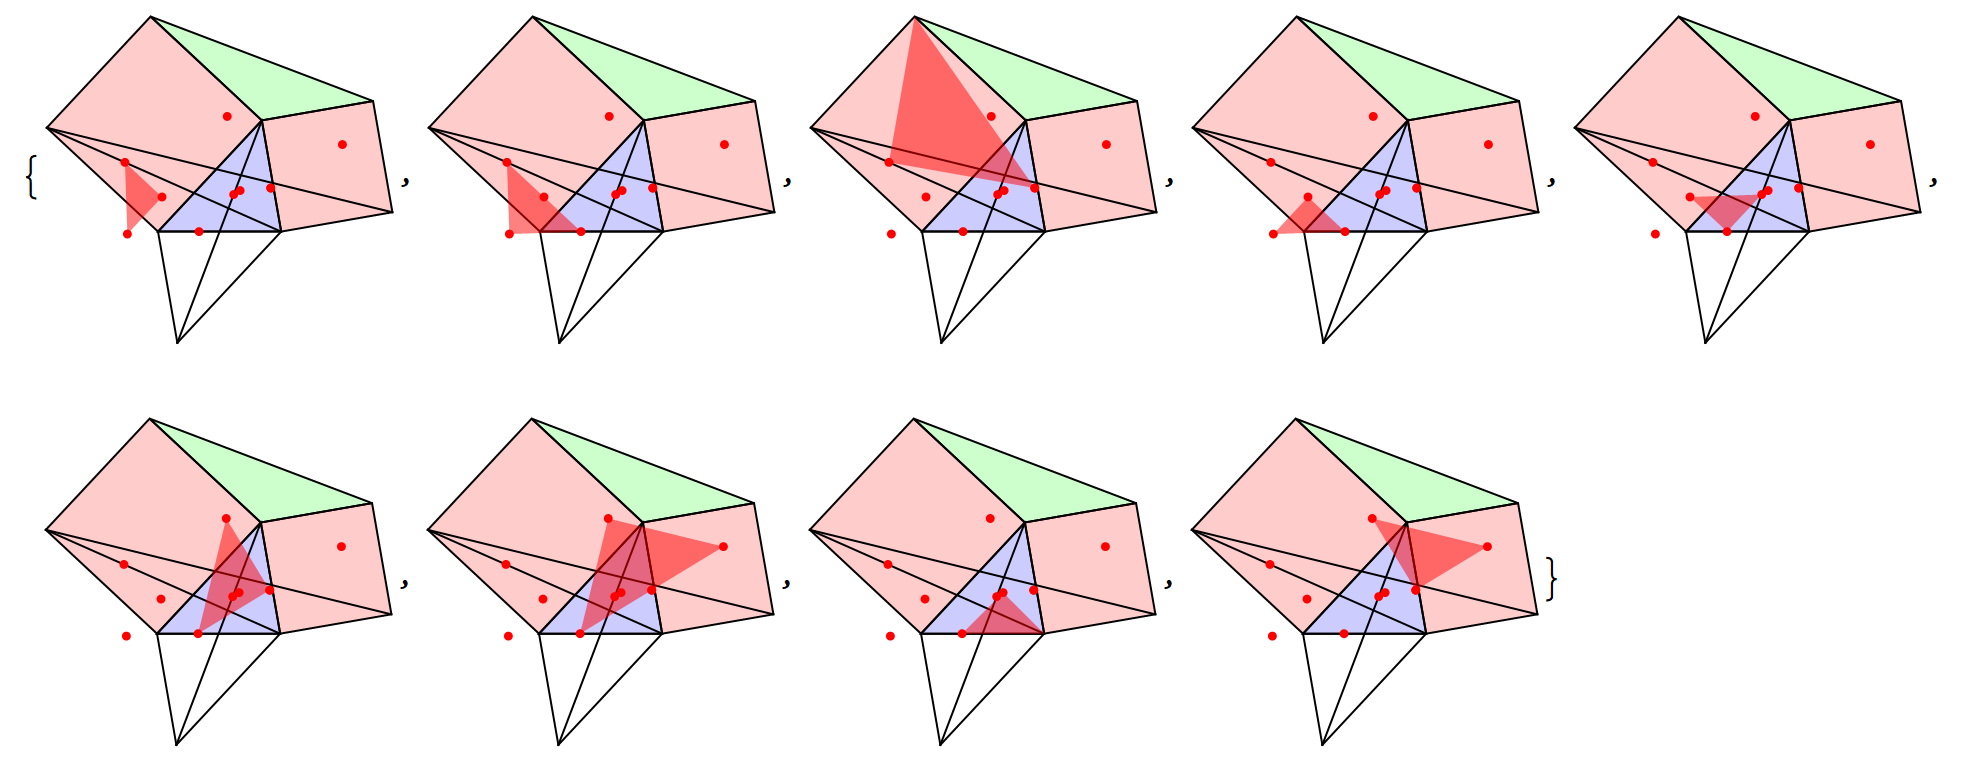 { , , , , ,
, , , }